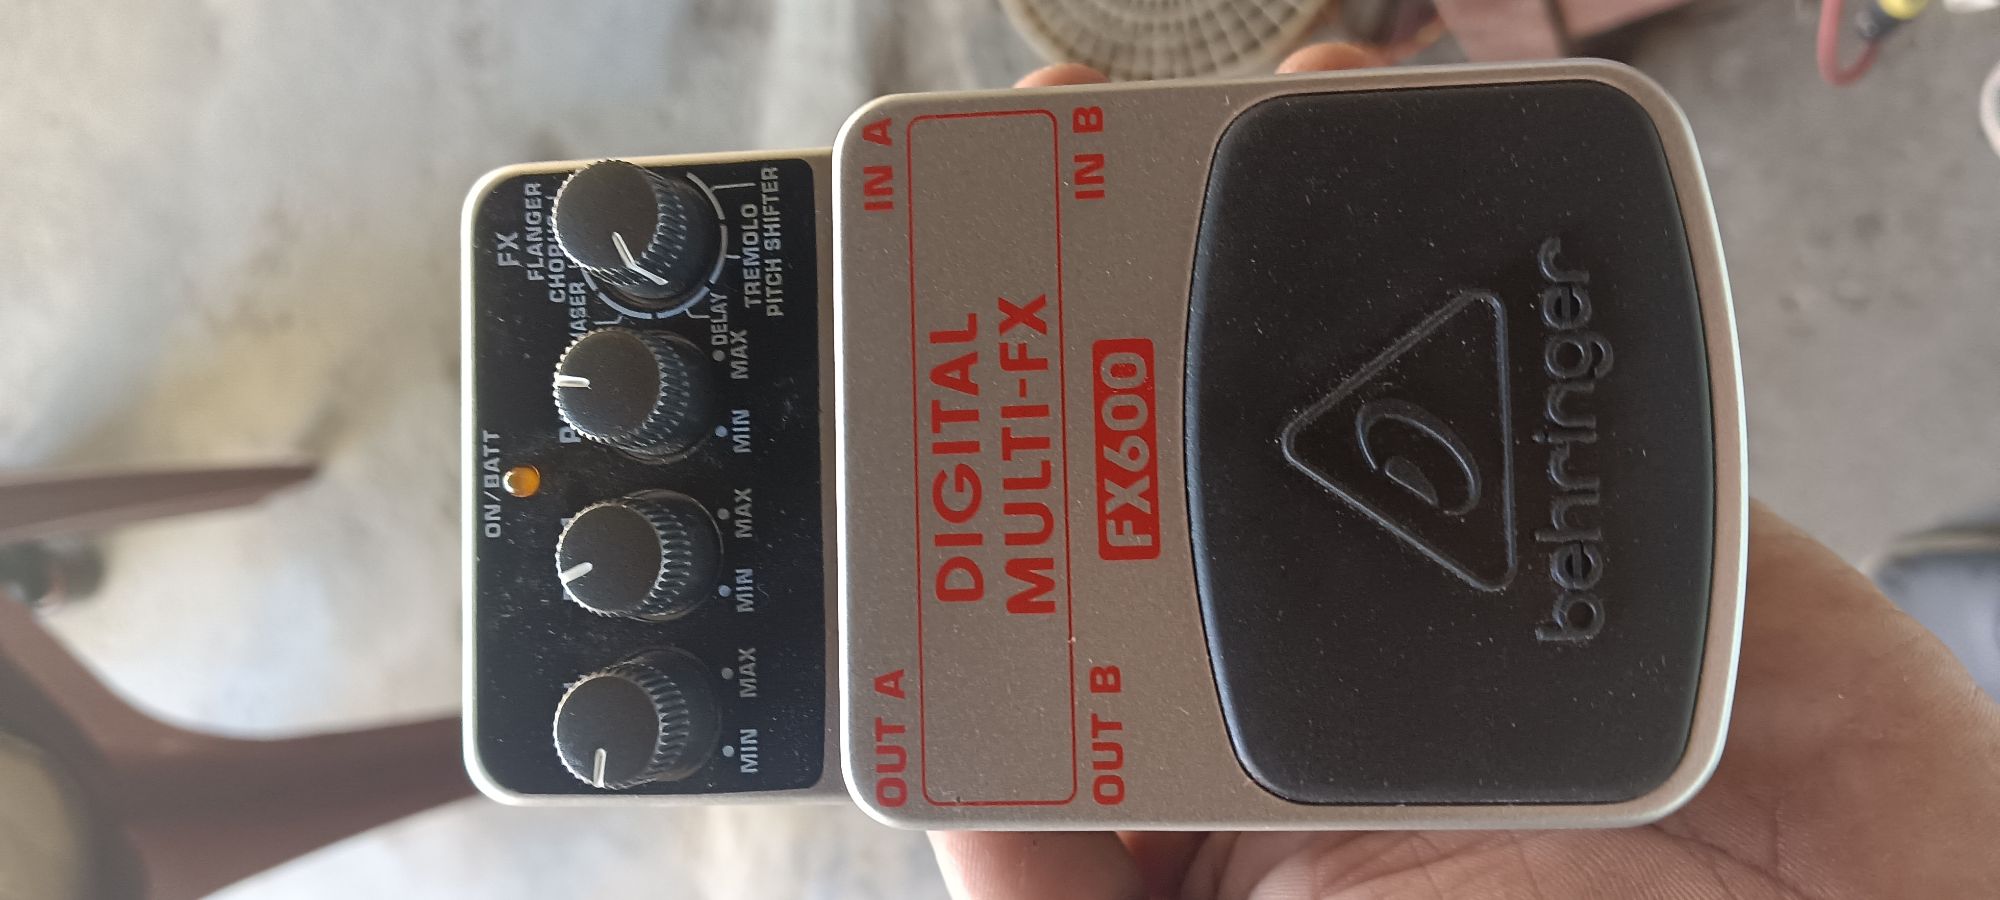 ON/BATT
FX
FLANGER
CHORUS
PHASER
DELAY
TREMOLO
PITCH SHIFTER
MIN MAX MIN MAX MIN MAX
OUT A IN A
DIGITAL
MULTI-FX
OUT B FX600 IN B
behringer